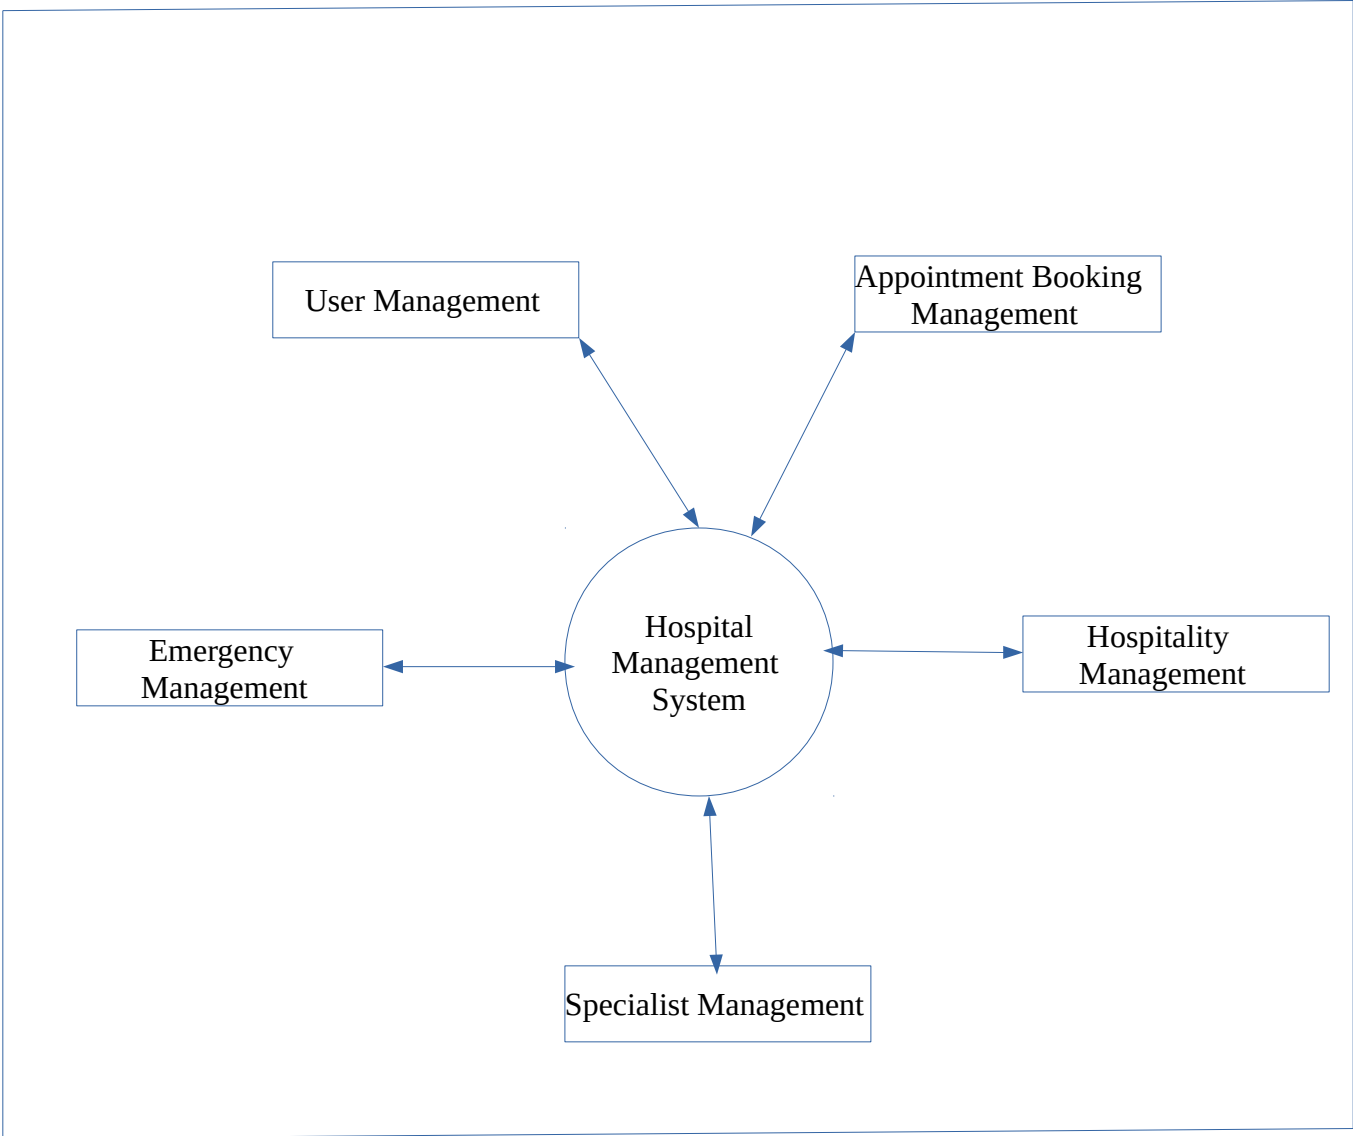 User Management
Appointment Booking
Management
Hospital
Management
System
Emergency
Management
Hospitality
Management
Specialist Management